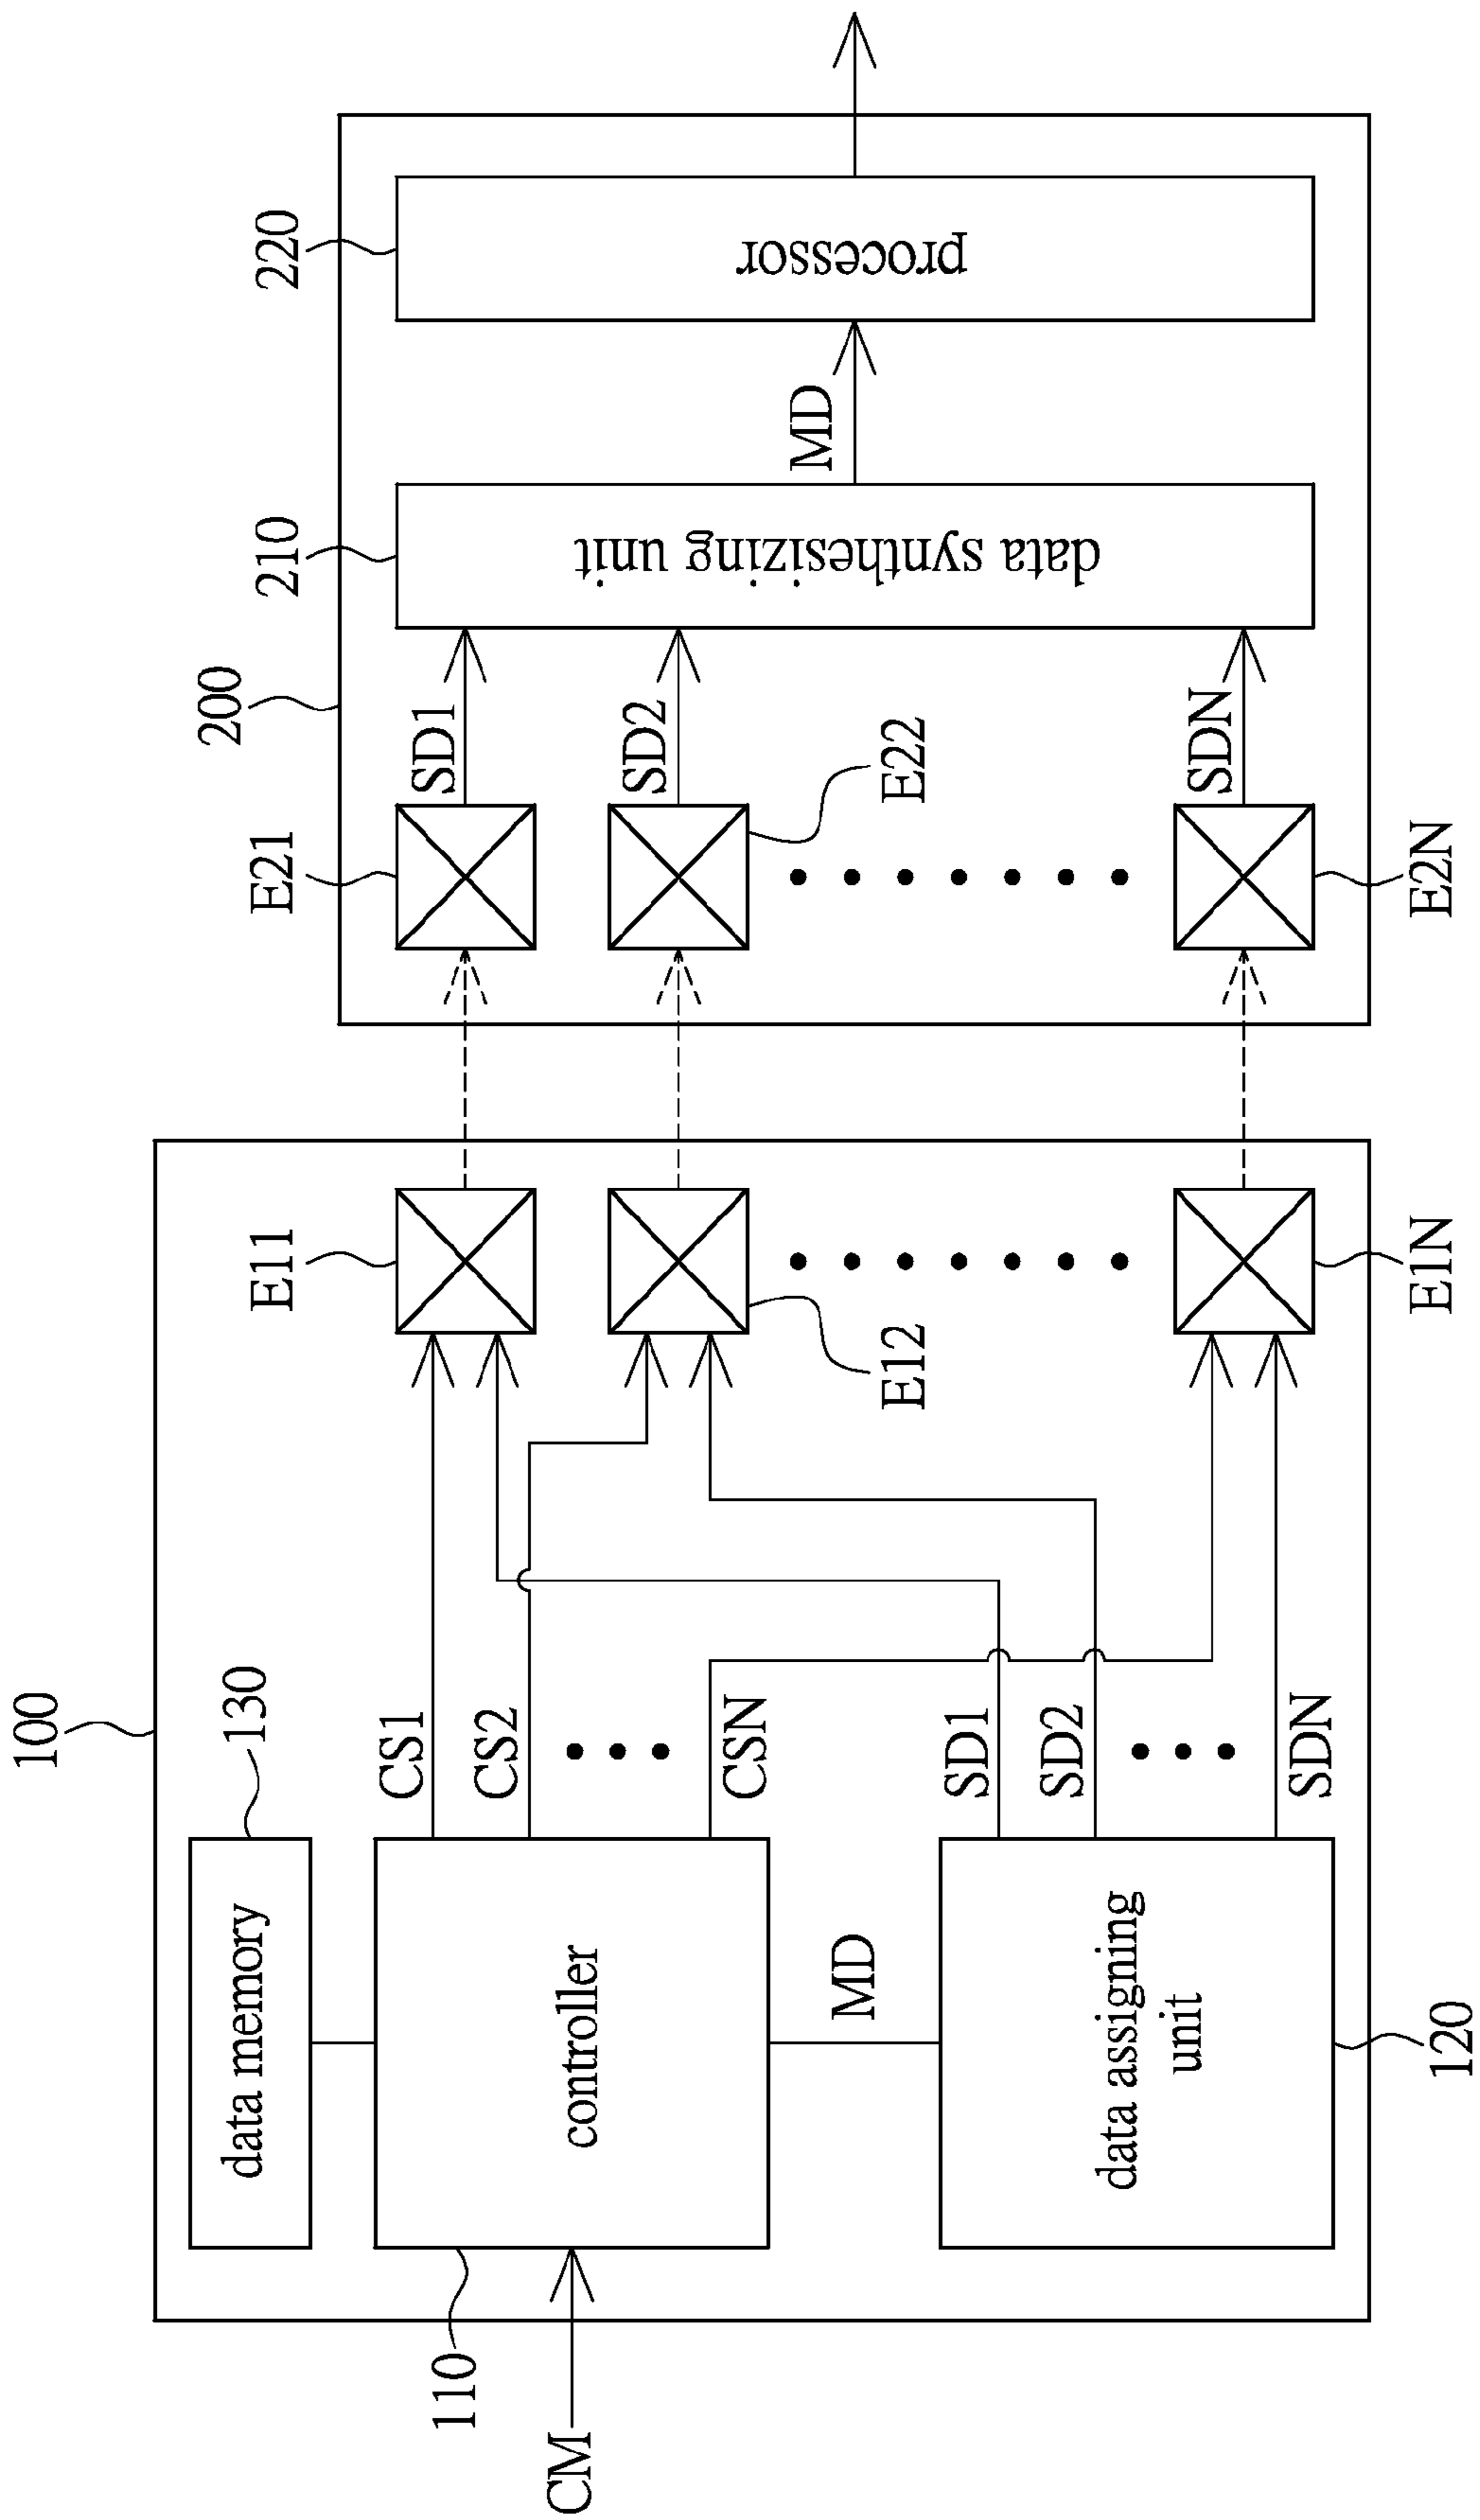 100
130
data memory
110
CM
controller
CS1
CS2
CSN
MD
data assigning
unit
120
SD1
SD2
SDN
E11
E12
E1N
200
E21
E22
E2N
SD1
SD2
SDN
210
data synthesizing unit
MD
220
processor